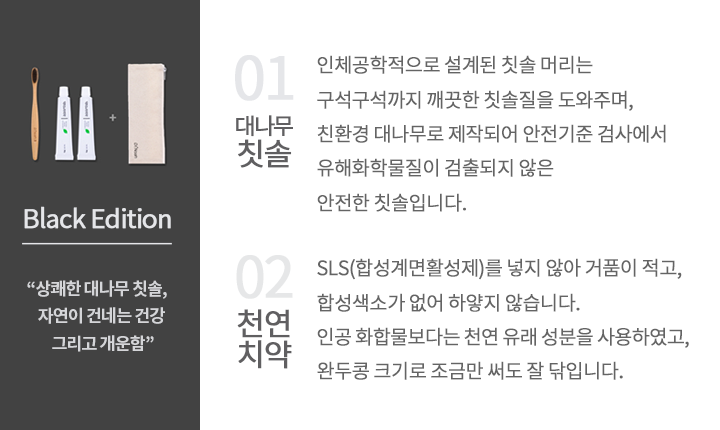 +
Black Edition
“상쾌한 대나무 칫솔,
자연이 건네는 건강
그리고 개운함”
01
대나무
칫솔
인체공학적으로 설계된 칫솔 머리는
구석구석까지 깨끗한 칫솔질을 도와주며,
친환경 대나무로 제작되어 안전기준 검사에서
유해화학물질이 검출되지 않은
안전한 칫솔입니다.
02
천연
치약
SLS(합성계면활성제)를 넣지 않아 거품이 적고,
합성색소가 없어 하얗지 않습니다.
인공 화합물보다는 천연 유래 성분을 사용하였고,
완두콩 크기로 조금만 써도 잘 닦입니다.